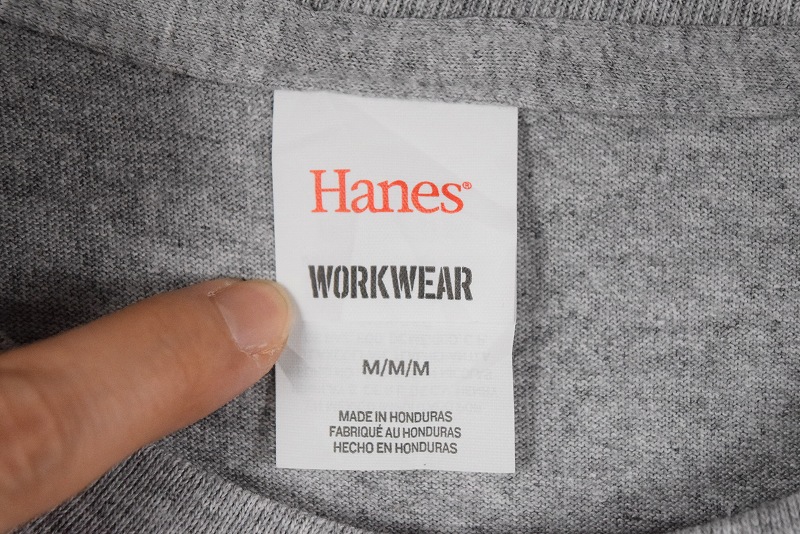 Hanes®
WORKWEAR
M/M/M
MADE IN HONDURAS
FABRIQUÉ AU HONDURAS
HECHO EN HONDURAS